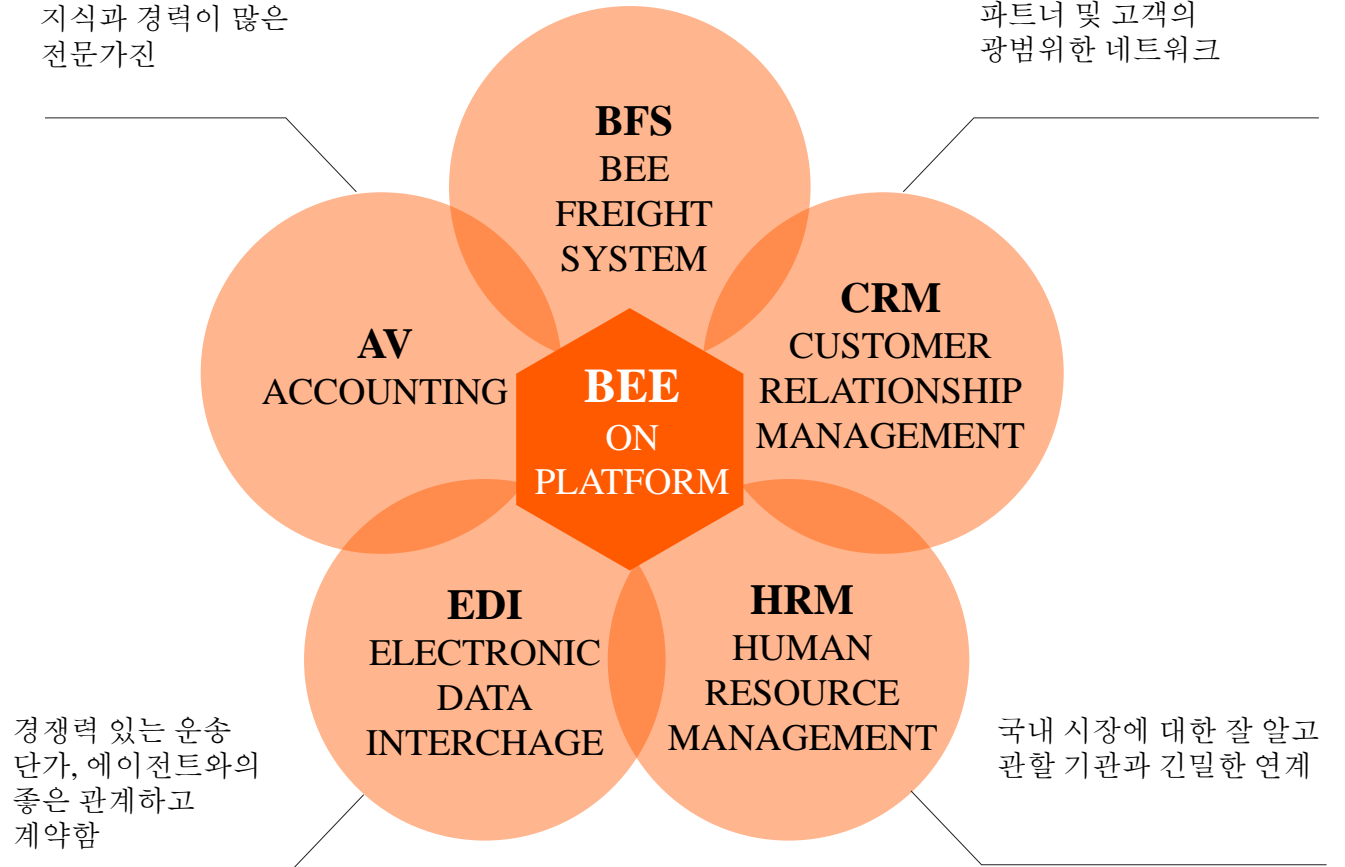 지식과 경력이 많은
전문가진
파트너 및 고객의
광범위한 네트워크
BFS
BEE
FREIGHT
SYSTEM
AV
ACCOUNTING
BEE
ON
PLATFORM
CRM
CUSTOMER
RELATIONSHIP
MANAGEMENT
EDI
ELECTRONIC
DATA
INTERCHAGE
HRM
HUMAN
RESOURCE
MANAGEMENT
경쟁력 있는 운송
단가, 에이전트와의
좋은 관계하고
계약함
국내 시장에 대한 잘 알고
관할 기관과 긴밀한 연계